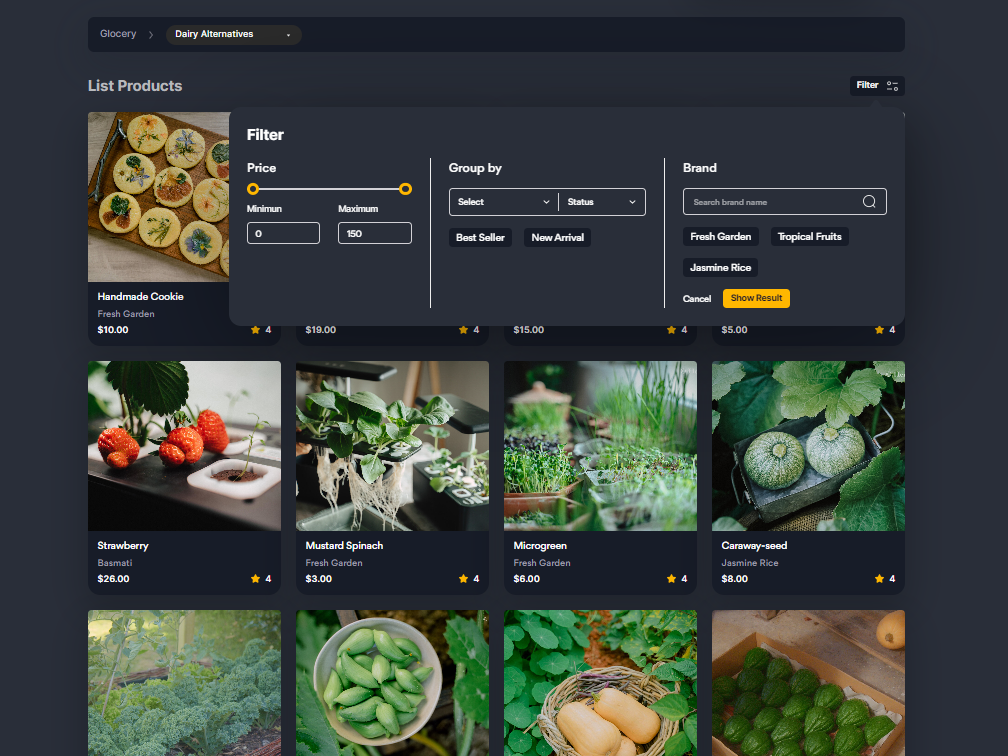 Glocery
Dairy Alternatives
List Products
Filter
Filter
Price
Minimun
Maximum
0
150
Group by
Select
Status
Best Seller
New Arrival
Brand
Search brand name
Fresh Garden
Tropical Fruits
Jasmine Rice
Cancel
Show Result
Handmade Cookie
Fresh Garden
$10.00
4
$19.00
4
$15.00
4
$5.00
4
Strawberry
Basmati
$26.00
4
Mustard Spinach
Fresh Garden
$3.00
4
Microgreen
Fresh Garden
$6.00
4
Caraway-seed
Jasmine Rice
$8.00
4